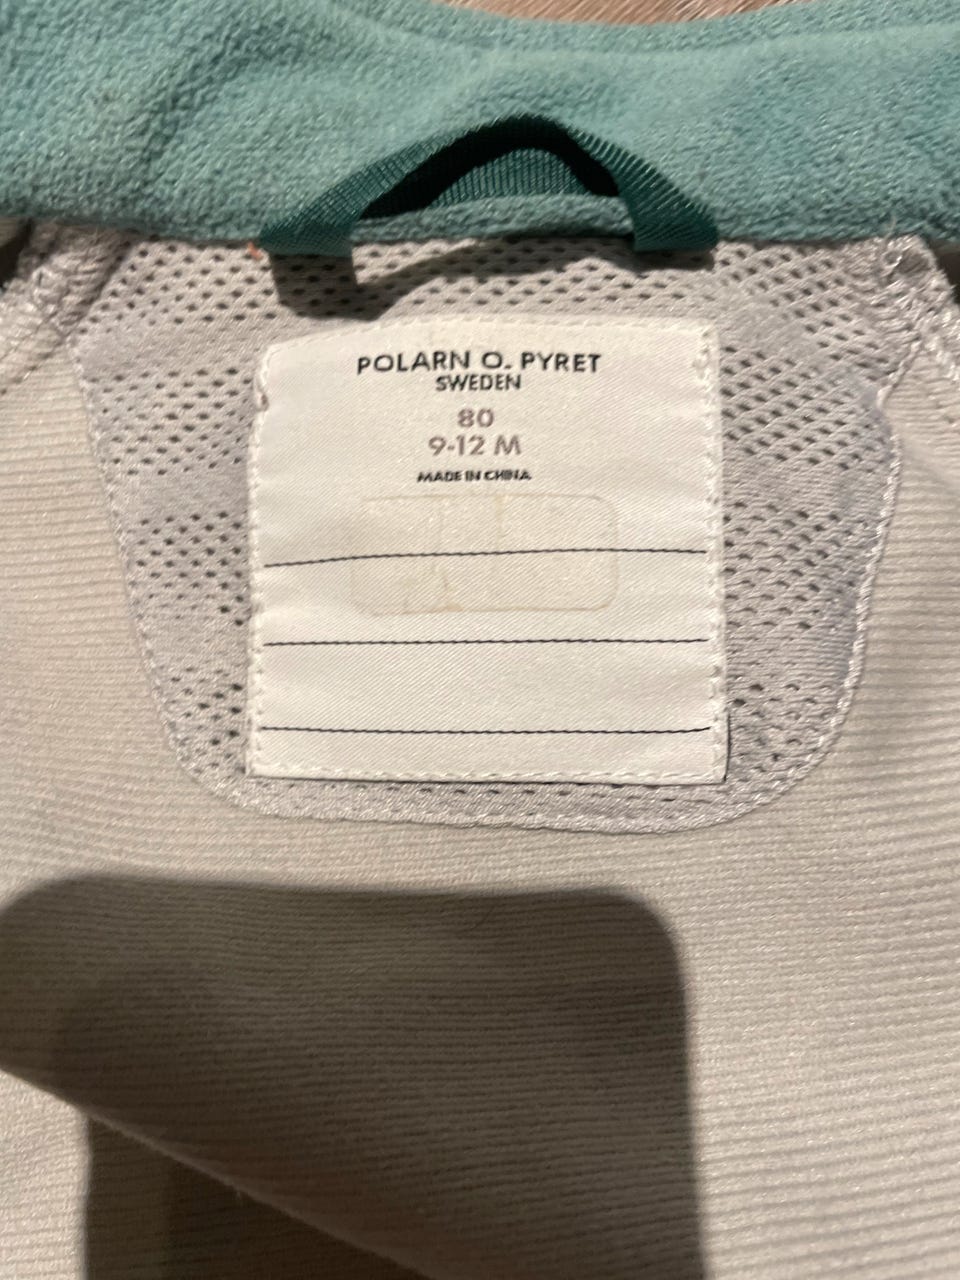 POLARN O. PYRET
SWEDEN
80
9-12 M
MADE IN CHINA